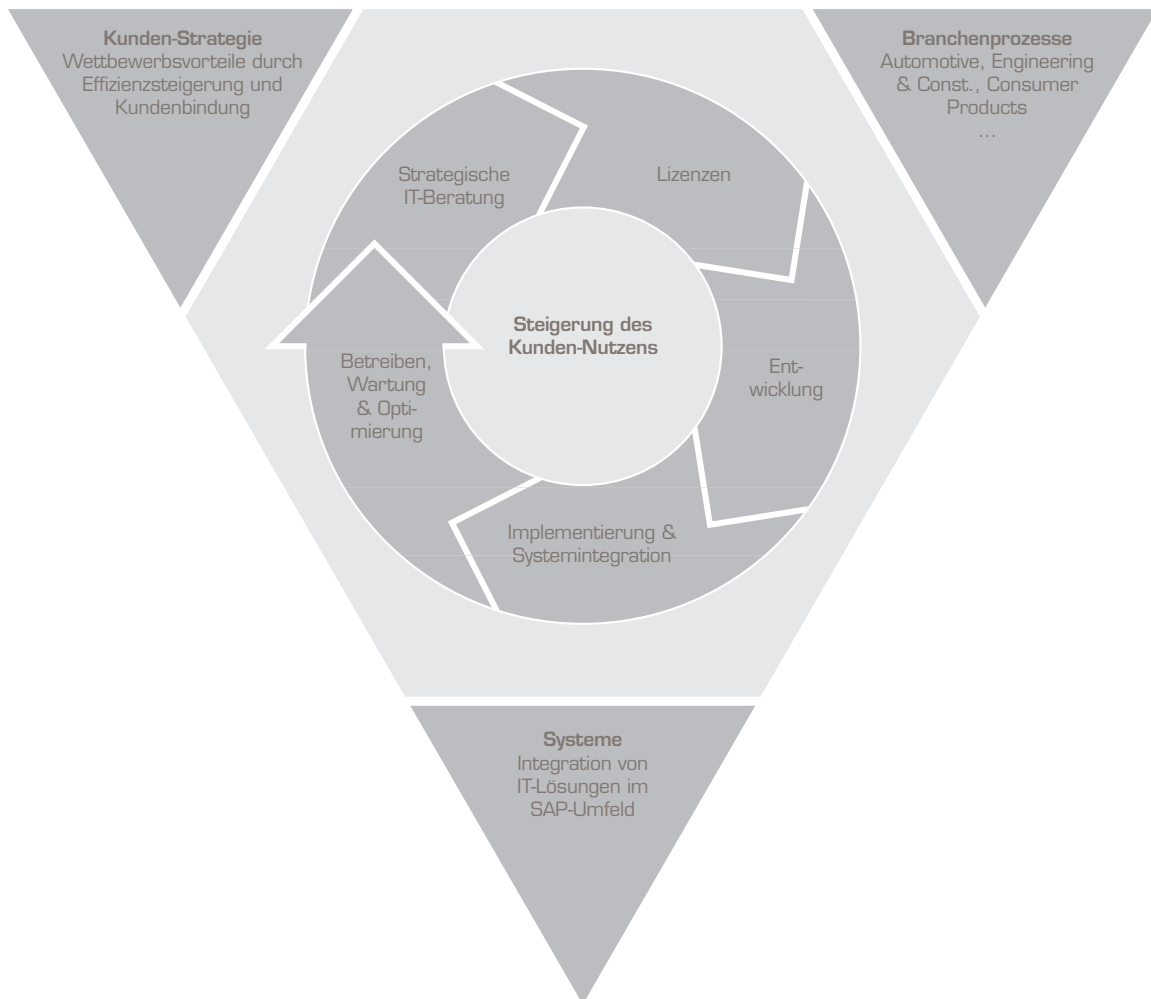 Kunden-Strategie
Wettbewerbsvorteile durch
Effizienzsteigerung und
Kundenbindung
Branchenprozesse
Automotive, Engineering
& Const., Consumer
Products
...
Strategische
IT-Beratung
Lizenzen
Steigerung des
Kunden-Nutzens
Betreiben,
Wartung
& Opti-
mierung
Ent-
wicklung
Implementierung &
Systemintegration
Systeme
Integration von
IT-Lösungen im
SAP-Umfeld